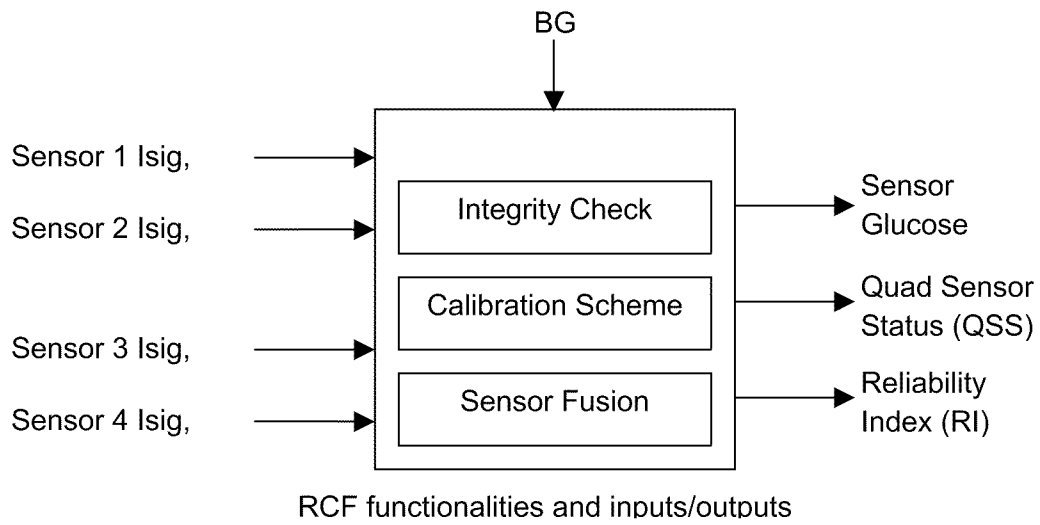 BG
Sensor 1 Isig,
Sensor 2 Isig,
Sensor 3 Isig,
Sensor 4 Isig,
Integrity Check
Calibration Scheme
Sensor Fusion
Sensor
Glucose
Quad Sensor
Status (QSS)
Reliability
Index (RI)
RCF functionalities and inputs/outputs